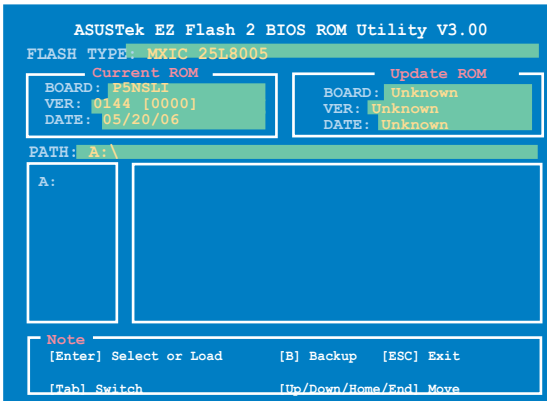 ASUSTek EZ Flash 2 BIOS ROM Utility V3.00
FLASH TYPE: MXIC 25L8005
Current ROM
BOARD: P5NSLI
VER: 0144 [0000]
DATE: 05/20/06
Update ROM
BOARD: Unknown
VER: Unknown
DATE: Unknown
PATH: A:\
A:
Note
[Enter] Select or Load [B] Backup [ESC] Exit
[Tab] Switch [Up/Down/Home/End] Move